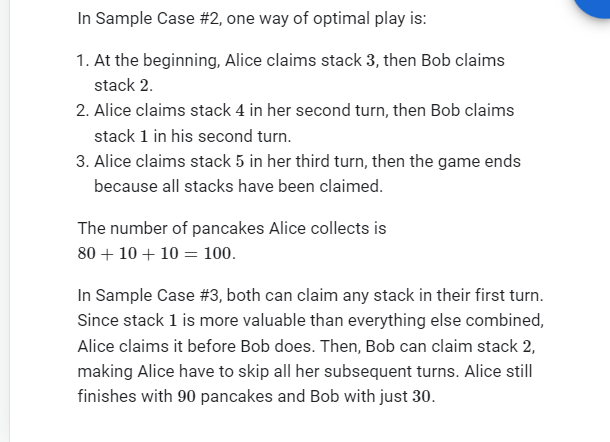 In Sample Case #2, one way of optimal play is:
1. At the beginning, Alice claims stack 3, then Bob claims
stack 2.
2. Alice claims stack 4 in her second turn, then Bob claims
stack 1 in his second turn.
3. Alice claims stack 5 in her third turn, then the game ends
because all stacks have been claimed.
The number of pancakes Alice collects is
80 + 10 + 10 = 100.
In Sample Case #3, both can claim any stack in their first turn.
Since stack 1 is more valuable than everything else combined,
Alice claims it before Bob does. Then, Bob can claim stack 2,
making Alice have to skip all her subsequent turns. Alice still
finishes with 90 pancakes and Bob with just 30.